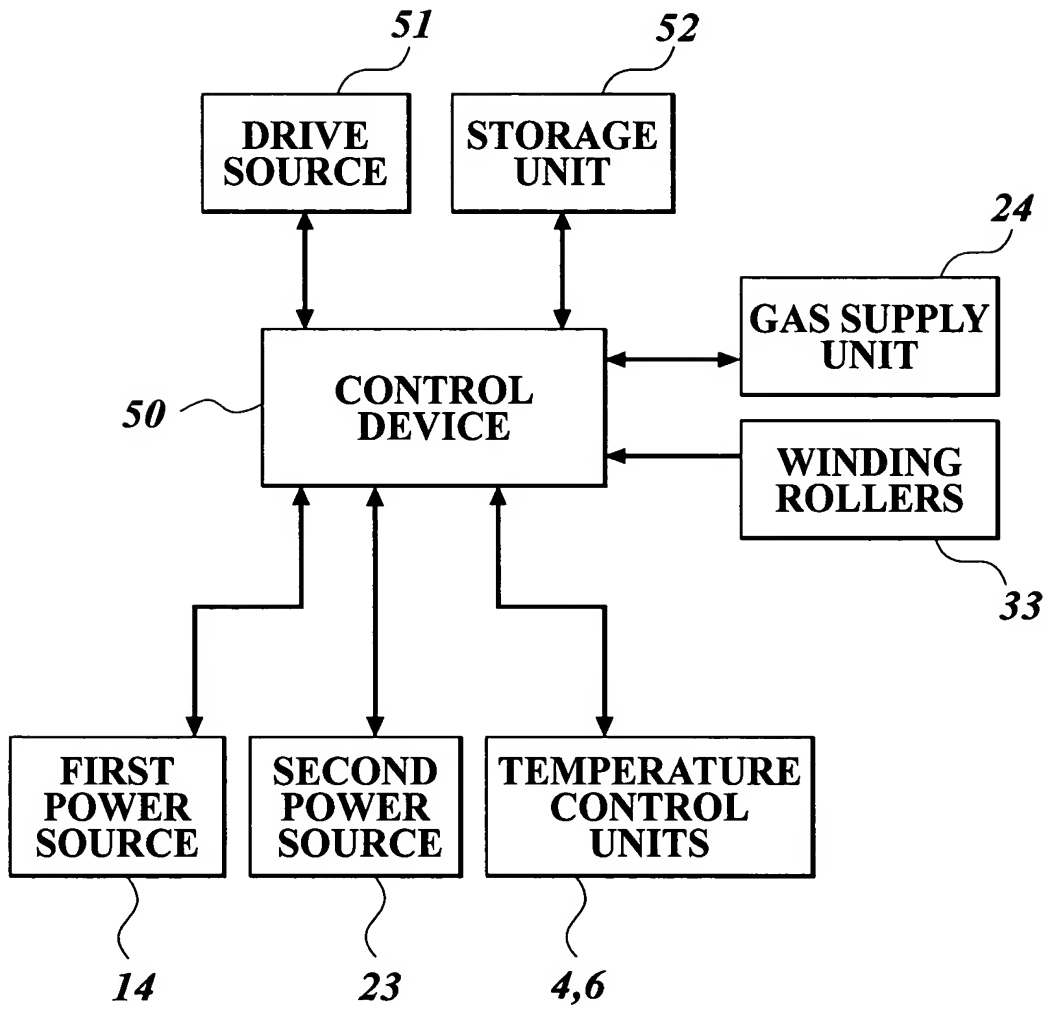 51
52
DRIVE
SOURCE
STORAGE
UNIT
24
GAS SUPPLY
UNIT
50
CONTROL
DEVICE
WINDING
ROLLERS
33
FIRST
POWER
SOURCE
SECOND
POWER
SOURCE
TEMPERATURE
CONTROL
UNITS
14
23
4,6